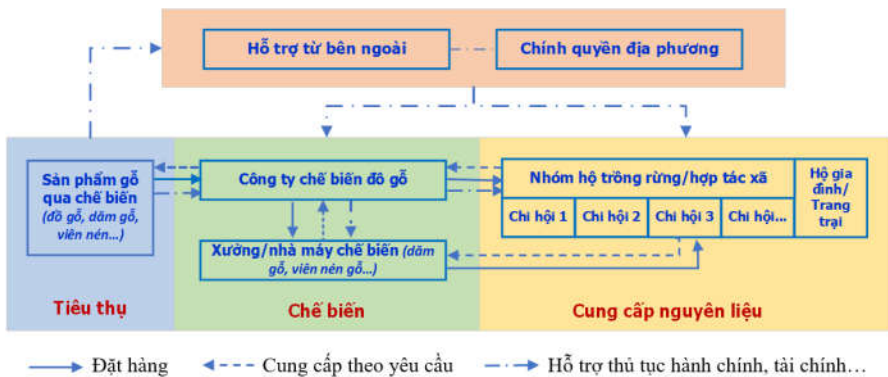 Hỗ trợ từ bên ngoài
Chính quyền địa phương
Sản phẩm gỗ
qua chế biến
(đồ gỗ, dăm gỗ,
viên nén...)
Công ty chế biến đồ gỗ
Xưởng/nhà máy chế biến (dăm
gỗ, viên nén gỗ...)
Nhóm hộ trồng rừng/hợp tác xã
Chi hội 1
Chi hội 2
Chi hội 3
Chi hội...
Hộ gia
đình/
Trang
trại
Tiêu thụ
Chế biến
Cung cấp nguyên liệu
Đặt hàng
Cung cấp theo yêu cầu
Hỗ trợ thủ tục hành chính, tài chính…